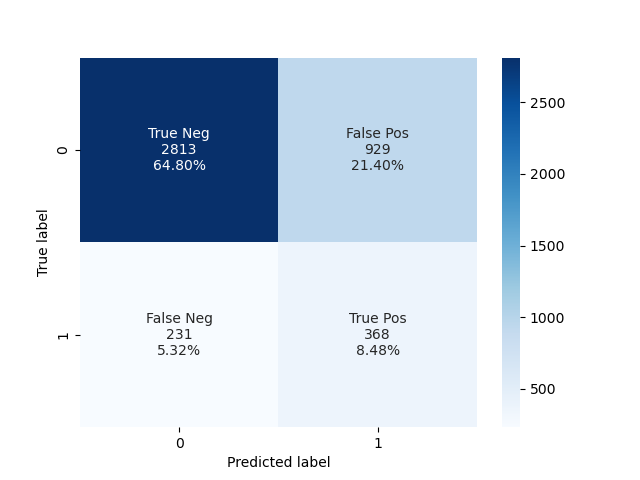 True Neg
2813
64.80%
False Pos
929
21.40%
False Neg
231
5.32%
True Pos
368
8.48%
0
1
True label
0
1
Predicted label
2500
2000
1500
1000
500